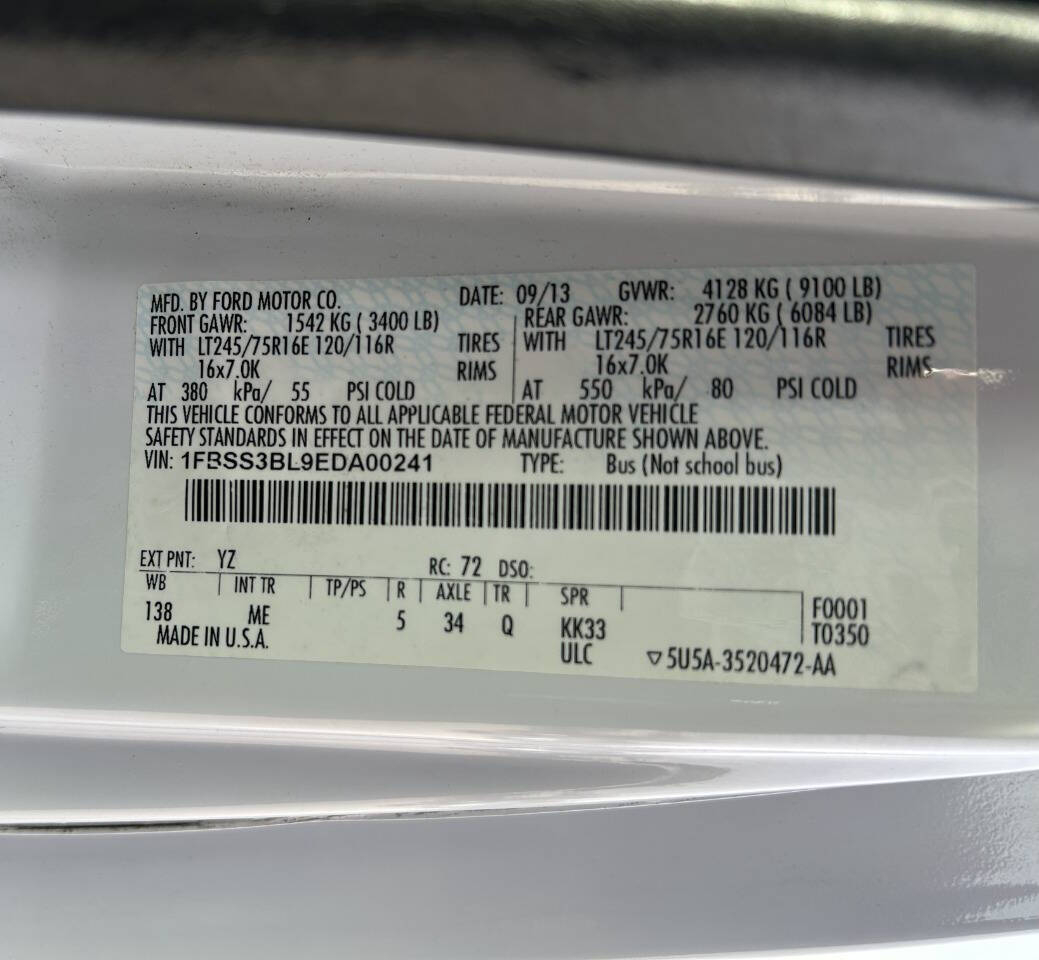 MFD. BY FORD MOTOR CO. DATE: 09/13 GVWR: 4128 KG ( 9100 LB)
FRONT GAWR: 1542 KG ( 3400 LB) REAR GAWR: 2760 KG ( 6084 LB)
WITH LT245/75R16E 120/116R TIRES WITH LT245/75R16E 120/116R TIRES
16x7.0K RIMS 16x7.0K RIMS
AT 380 kPa/ 55 PSI COLD AT 550 kPa/ 80 PSI COLD
THIS VEHICLE CONFORMS TO ALL APPLICABLE FEDERAL MOTOR VEHICLE
SAFETY STANDARDS IN EFFECT ON THE DATE OF MANUFACTURE SHOWN ABOVE.
VIN: 1FBSS3BL9EDA00241 TYPE: Bus (Not school bus)
EXT PNT: YZ RC: 72 DSO:
WB INT TR TP/PS R AXLE TR SPR F0001
138 ME 5 34 Q KK33 T0350
MADE IN U.S.A. ULC ▽5U5A-3520472-AA